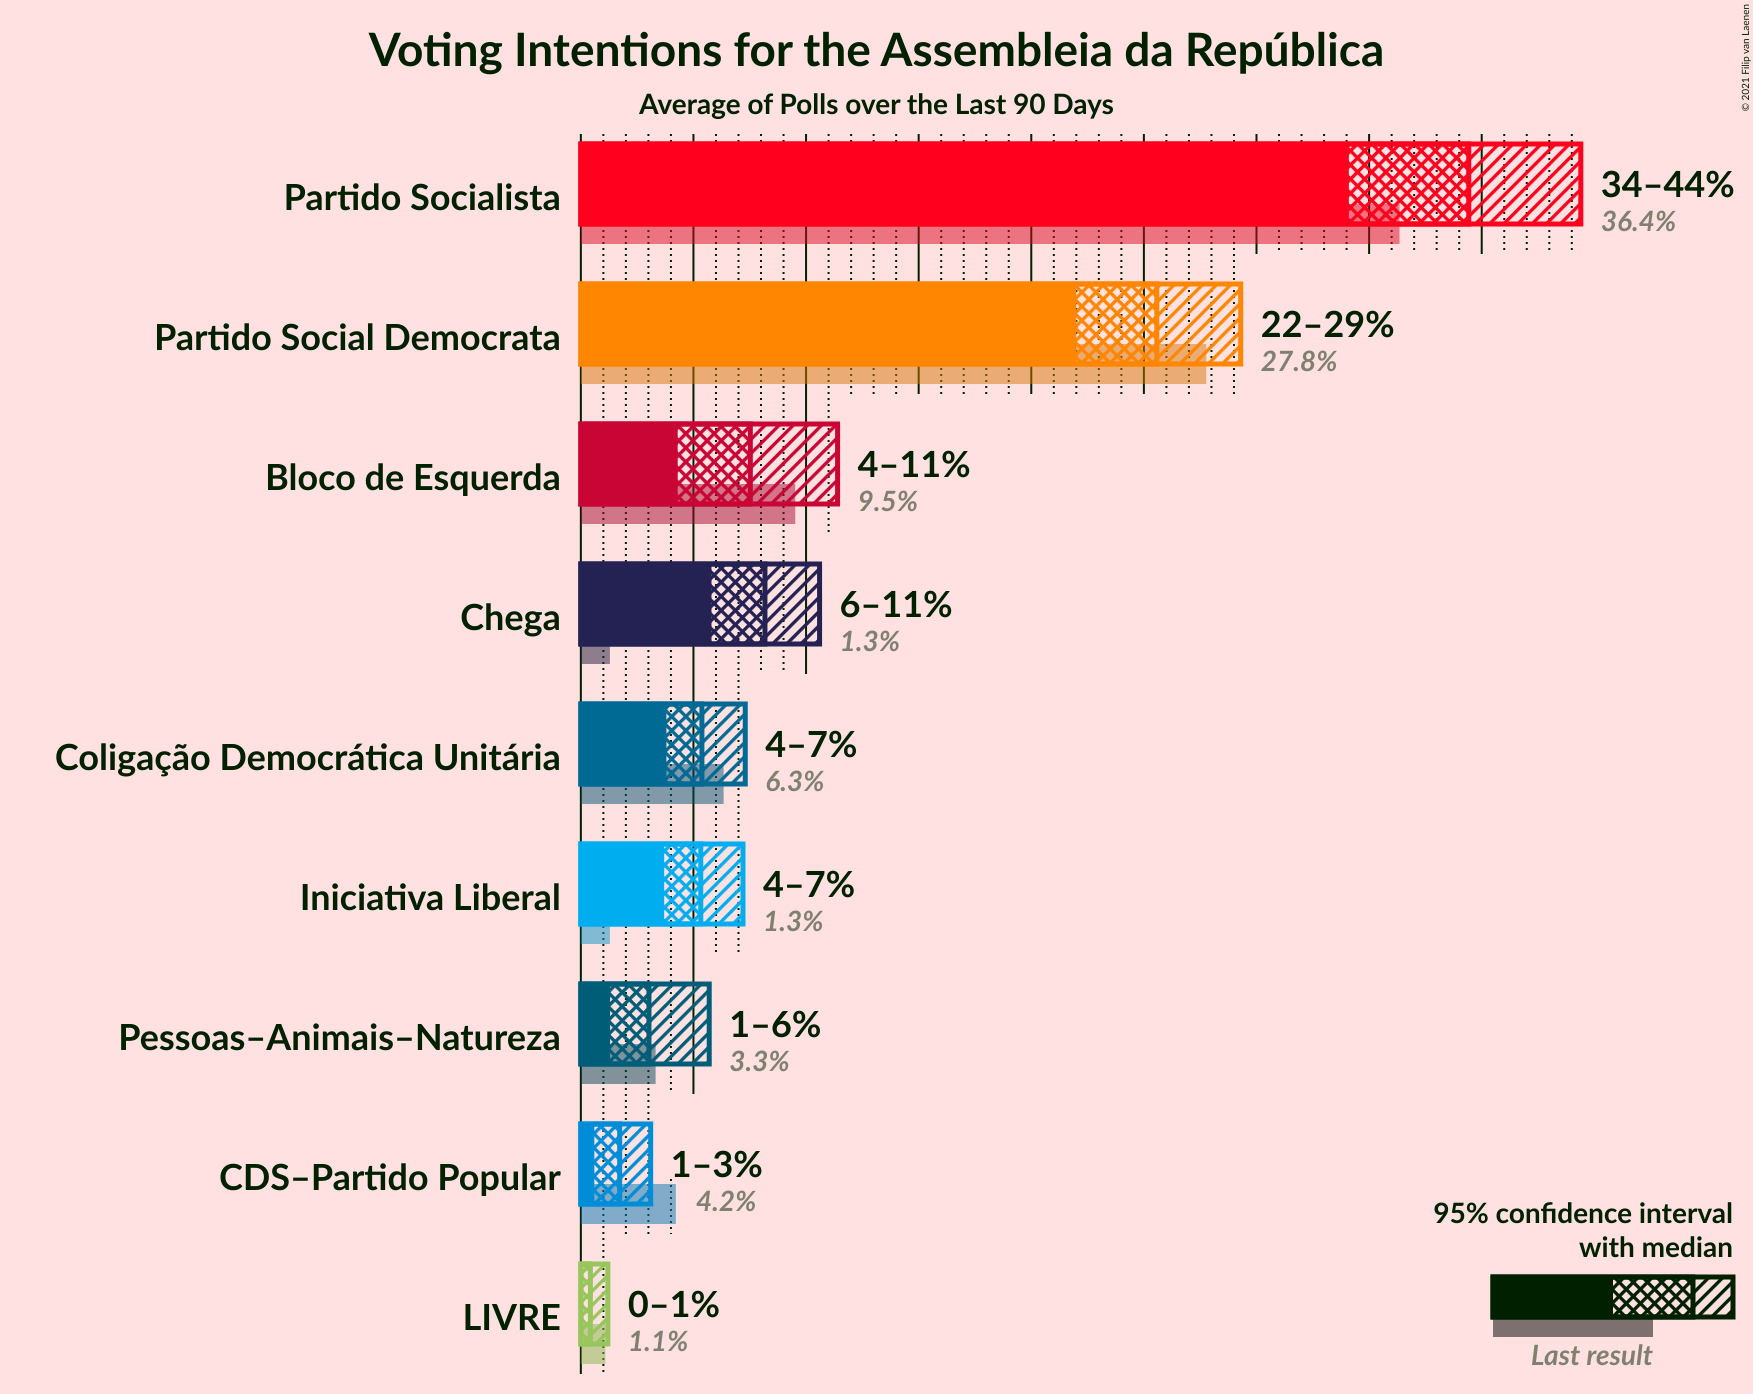 Voting Intentions for the Assembleia da República
Average of Polls over the Last 90 Days
© 2021 Filip van Laenen
Partido Socialista
34–44%
36.4%
Partido Social Democrata
22–29%
27.8%
Bloco de Esquerda
4–11%
9.5%
Chega
6–11%
1.3%
Coligação Democrática Unitária
4–7%
6.3%
Iniciativa Liberal
4–7%
1.3%
Pessoas–Animais–Natureza
1–6%
3.3%
CDS–Partido Popular
1–3%
4.2%
LIVRE
0–1%
1.1%
95% confidence interval
with median
Last result